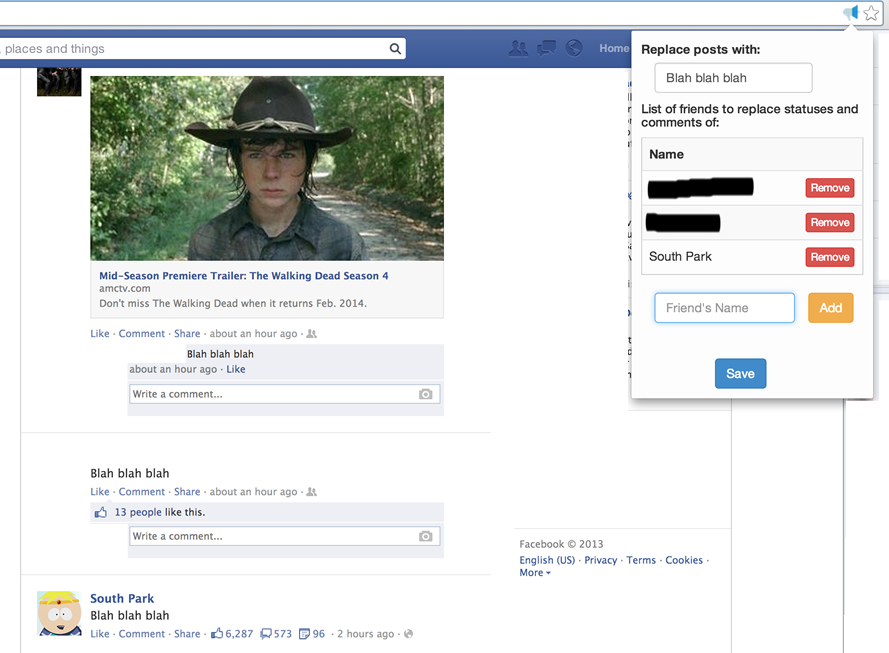 , places and things
Home
Mid-Season Premiere Trailer: The Walking Dead Season 4
amctv.com
Don't miss The Walking Dead when it returns Feb. 2014.
Like · Comment · Share · about an hour ago ·
Blah blah blah
about an hour ago · Like
Write a comment...
Blah blah blah
Like · Comment · Share · about an hour ago ·
13 people like this.
Write a comment...
South Park
Blah blah blah
Like · Comment · Share · 6,287 573 96 · 2 hours ago ·
Facebook © 2013
English (US) · Privacy · Terms · Cookies ·
More
Replace posts with:
Blah blah blah
List of friends to replace statuses and
comments of:
Name
Remove
Remove
South Park Remove
Friend's Name Add
Save